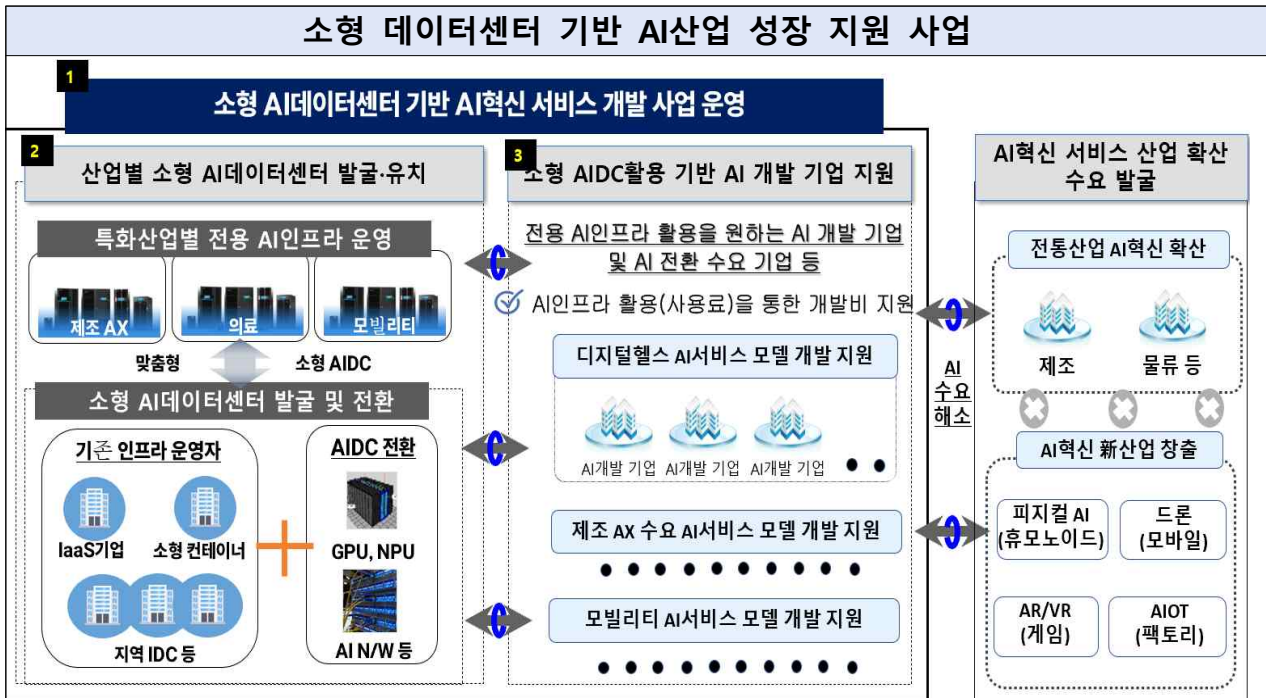 소형 데이터센터 기반 AI산업 성장 지원 사업
1
소형 AI데이터센터 기반 AI혁신 서비스 개발 사업 운영
2
산업별 소형 AI데이터센터 발굴·유치
특화산업별 전용 AI인프라 운영
제조 AX
의료
모빌리티
맞춤형
소형 AIDC
소형 AI데이터센터 발굴 및 전환
기존 인프라 운영자
IaaS기업
소형 컨테이너
지역 IDC 등
AIDC 전환
GPU, NPU
AI N/W 등
3
소형 AIDC활용 기반 AI 개발 기업 지원
전용 AI인프라 활용을 원하는 AI 개발 기업
및 AI 전환 수요 기업 등
AI인프라 활용(사용료)을 통한 개발비 지원
디지털헬스 AI서비스 모델 개발 지원
AI개발 기업
AI개발 기업
AI개발 기업
제조 AX 수요 AI서비스 모델 개발 지원
모빌리티 AI서비스 모델 개발 지원
AI
수요
해소
AI혁신 서비스 산업 확산
수요 발굴
전통산업 AI혁신 확산
제조
물류 등
AI혁신 新산업 창출
피지컬 AI
(휴모노이드)
드론
(모바일)
AR/VR
(게임)
AIOT
(팩토리)